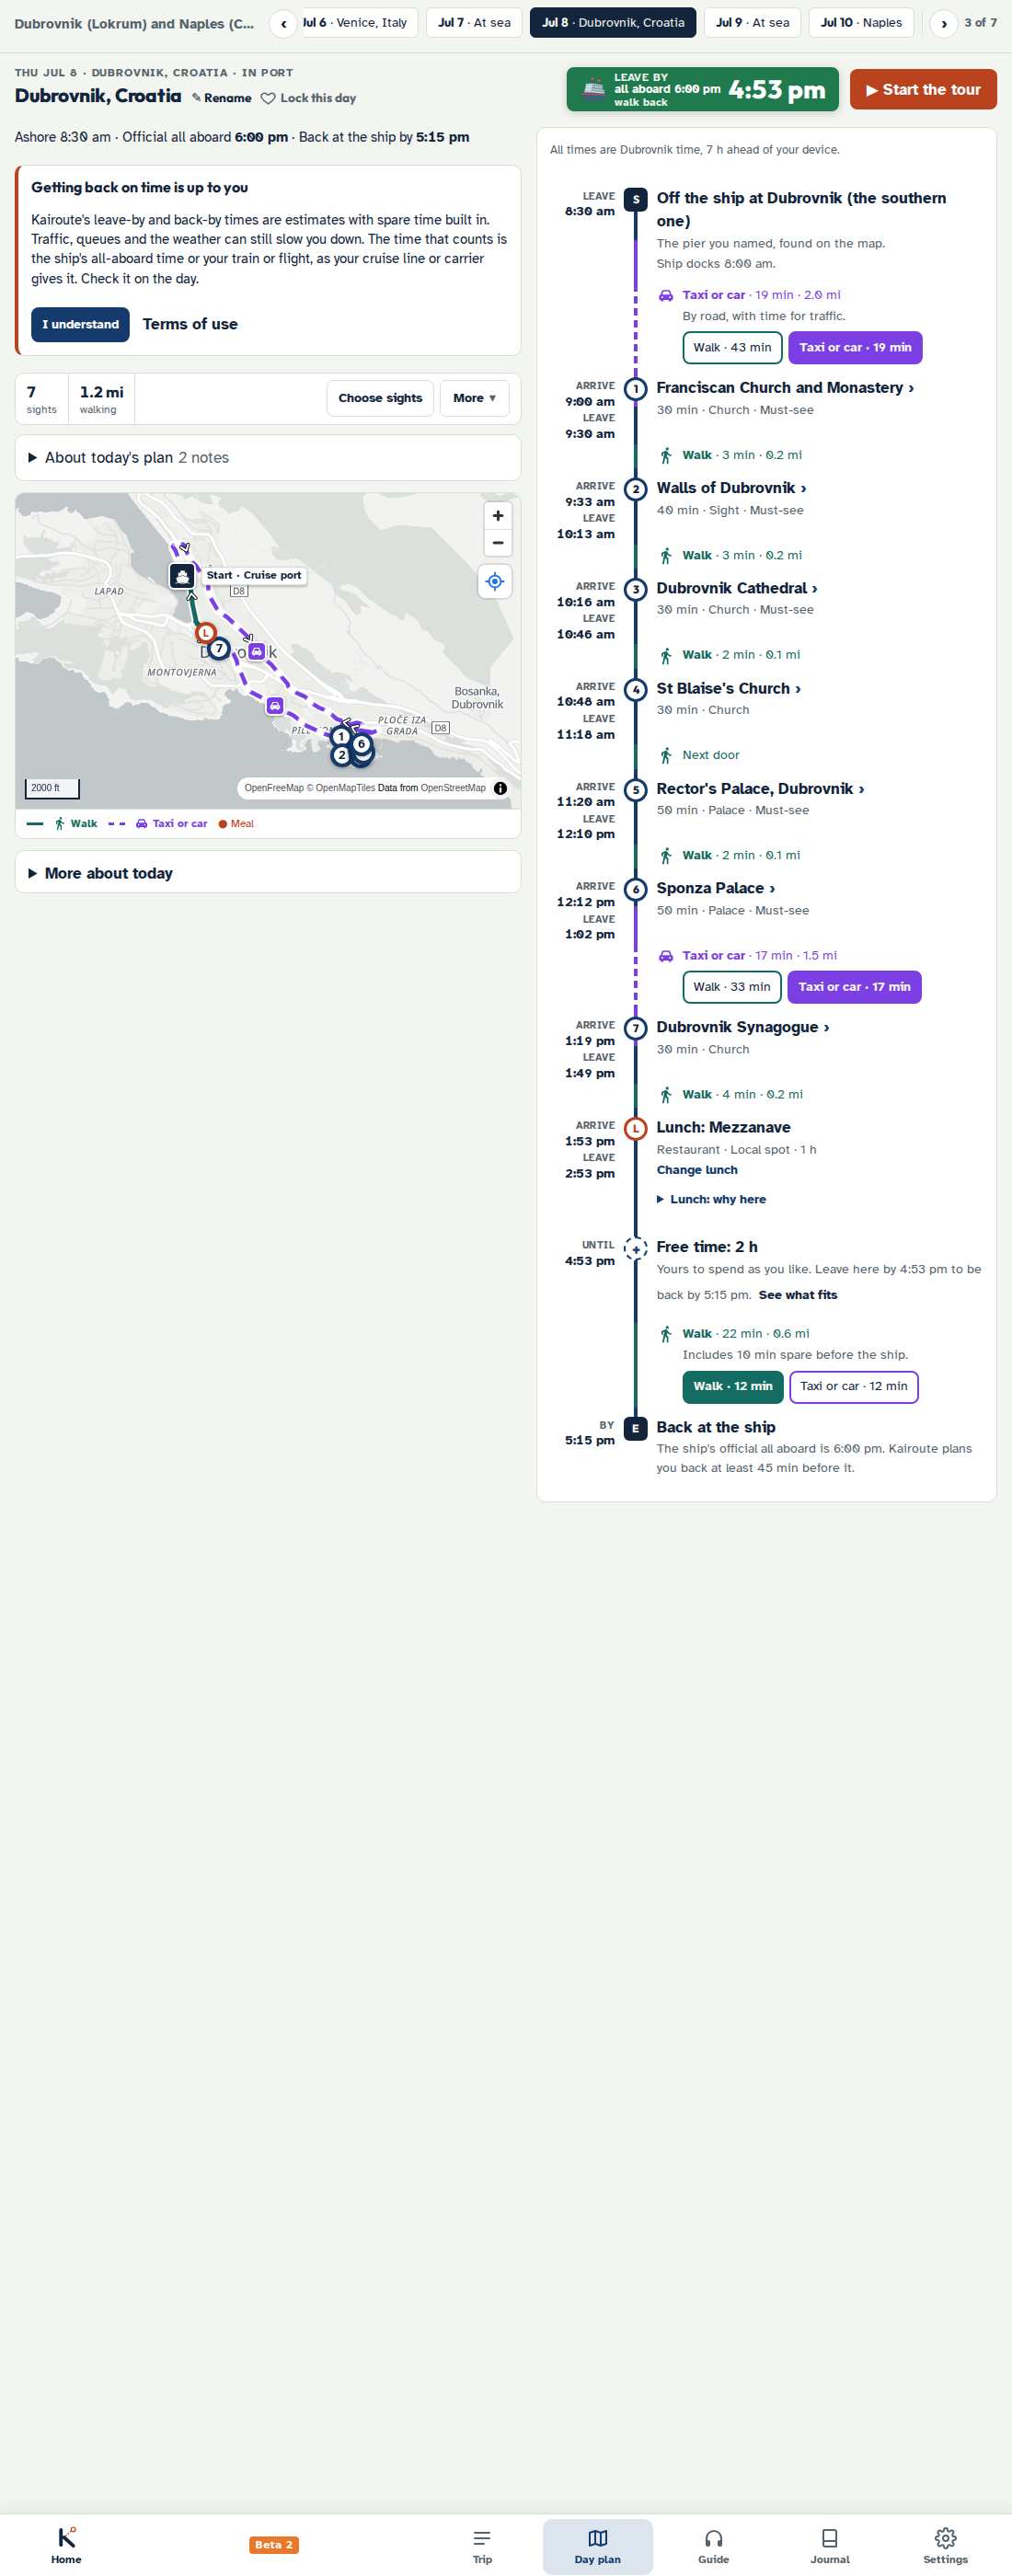 Dubrovnik (Lokrum) and Naples (C...
‹
Jul 6 · Venice, Italy
Jul 7 · At sea
Jul 8 · Dubrovnik, Croatia
Jul 9 · At sea
Jul 10 · Naples
›
3 of 7
THU JUL 8 · DUBROVNIK, CROATIA · IN PORT
Dubrovnik, Croatia
✎ Rename
Lock this day
LEAVE BY
all aboard 6:00 pm
walk back
4:53 pm
▶ Start the tour
Ashore 8:30 am · Official all aboard 6:00 pm · Back at the ship by 5:15 pm
Getting back on time is up to you
Kairoute's leave-by and back-by times are estimates with spare time built in.
Traffic, queues and the weather can still slow you down. The time that counts is
the ship's all-aboard time or your train or flight, as your cruise line or carrier
gives it. Check it on the day.
I understand
Terms of use
7
sights
1.2 mi
walking
Choose sights
More ▼
▶ About today's plan 2 notes
+
−
Start · Cruise port
D8
LAPAD
L
7
MONTOVJERNA
Bosanka,
Dubrovnik
PLOČE IZA
GRADA
D8
1
6
2
2000 ft
OpenFreeMap © OpenMapTiles Data from OpenStreetMap
Walk
Taxi or car
Meal
▶ More about today
All times are Dubrovnik time, 7 h ahead of your device.
LEAVE
8:30 am
S
Off the ship at Dubrovnik (the southern
one)
The pier you named, found on the map.
Ship docks 8:00 am.
Taxi or car · 19 min · 2.0 mi
By road, with time for traffic.
Walk · 43 min
Taxi or car · 19 min
ARRIVE
9:00 am
LEAVE
9:30 am
1
Franciscan Church and Monastery ›
30 min · Church · Must-see
Walk · 3 min · 0.2 mi
ARRIVE
9:33 am
LEAVE
10:13 am
2
Walls of Dubrovnik ›
40 min · Sight · Must-see
Walk · 3 min · 0.2 mi
ARRIVE
10:16 am
LEAVE
10:46 am
3
Dubrovnik Cathedral ›
30 min · Church · Must-see
Walk · 2 min · 0.1 mi
ARRIVE
10:48 am
LEAVE
11:18 am
4
St Blaise's Church ›
30 min · Church
Next door
ARRIVE
11:20 am
LEAVE
12:10 pm
5
Rector's Palace, Dubrovnik ›
50 min · Palace · Must-see
Walk · 2 min · 0.1 mi
ARRIVE
12:12 pm
LEAVE
1:02 pm
6
Sponza Palace ›
50 min · Palace · Must-see
Taxi or car · 17 min · 1.5 mi
Walk · 33 min
Taxi or car · 17 min
ARRIVE
1:19 pm
LEAVE
1:49 pm
7
Dubrovnik Synagogue ›
30 min · Church
Walk · 4 min · 0.2 mi
ARRIVE
1:53 pm
LEAVE
2:53 pm
L
Lunch: Mezzanave
Restaurant · Local spot · 1 h
Change lunch
▶ Lunch: why here
UNTIL
4:53 pm
+
Free time: 2 h
Yours to spend as you like. Leave here by 4:53 pm to be
back by 5:15 pm. See what fits
Walk · 22 min · 0.6 mi
Includes 10 min spare before the ship.
Walk · 12 min
Taxi or car · 12 min
BY
5:15 pm
E
Back at the ship
The ship's official all aboard is 6:00 pm. Kairoute plans
you back at least 45 min before it.
Home
Beta 2
Trip
Day plan
Guide
Journal
Settings